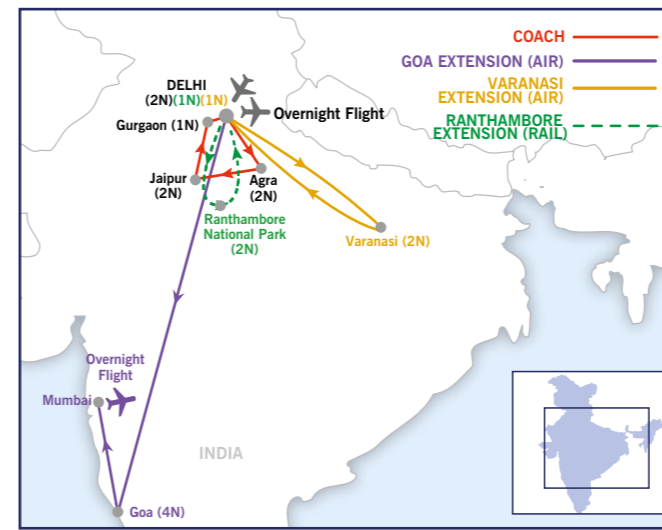 COACH
GOA EXTENSION (AIR)
VARANASI
EXTENSION (AIR)
RANTHAMBORE
EXTENSION (RAIL)
DELHI
(2N)(1N)(1N)
Overnight Flight
Gurgaon (1N)
Jaipur
(2N)
Agra
(2N)
Ranthambore
National Park
(2N)
Varanasi (2N)
Overnight
Flight
Mumbai
INDIA
Goa (4N)